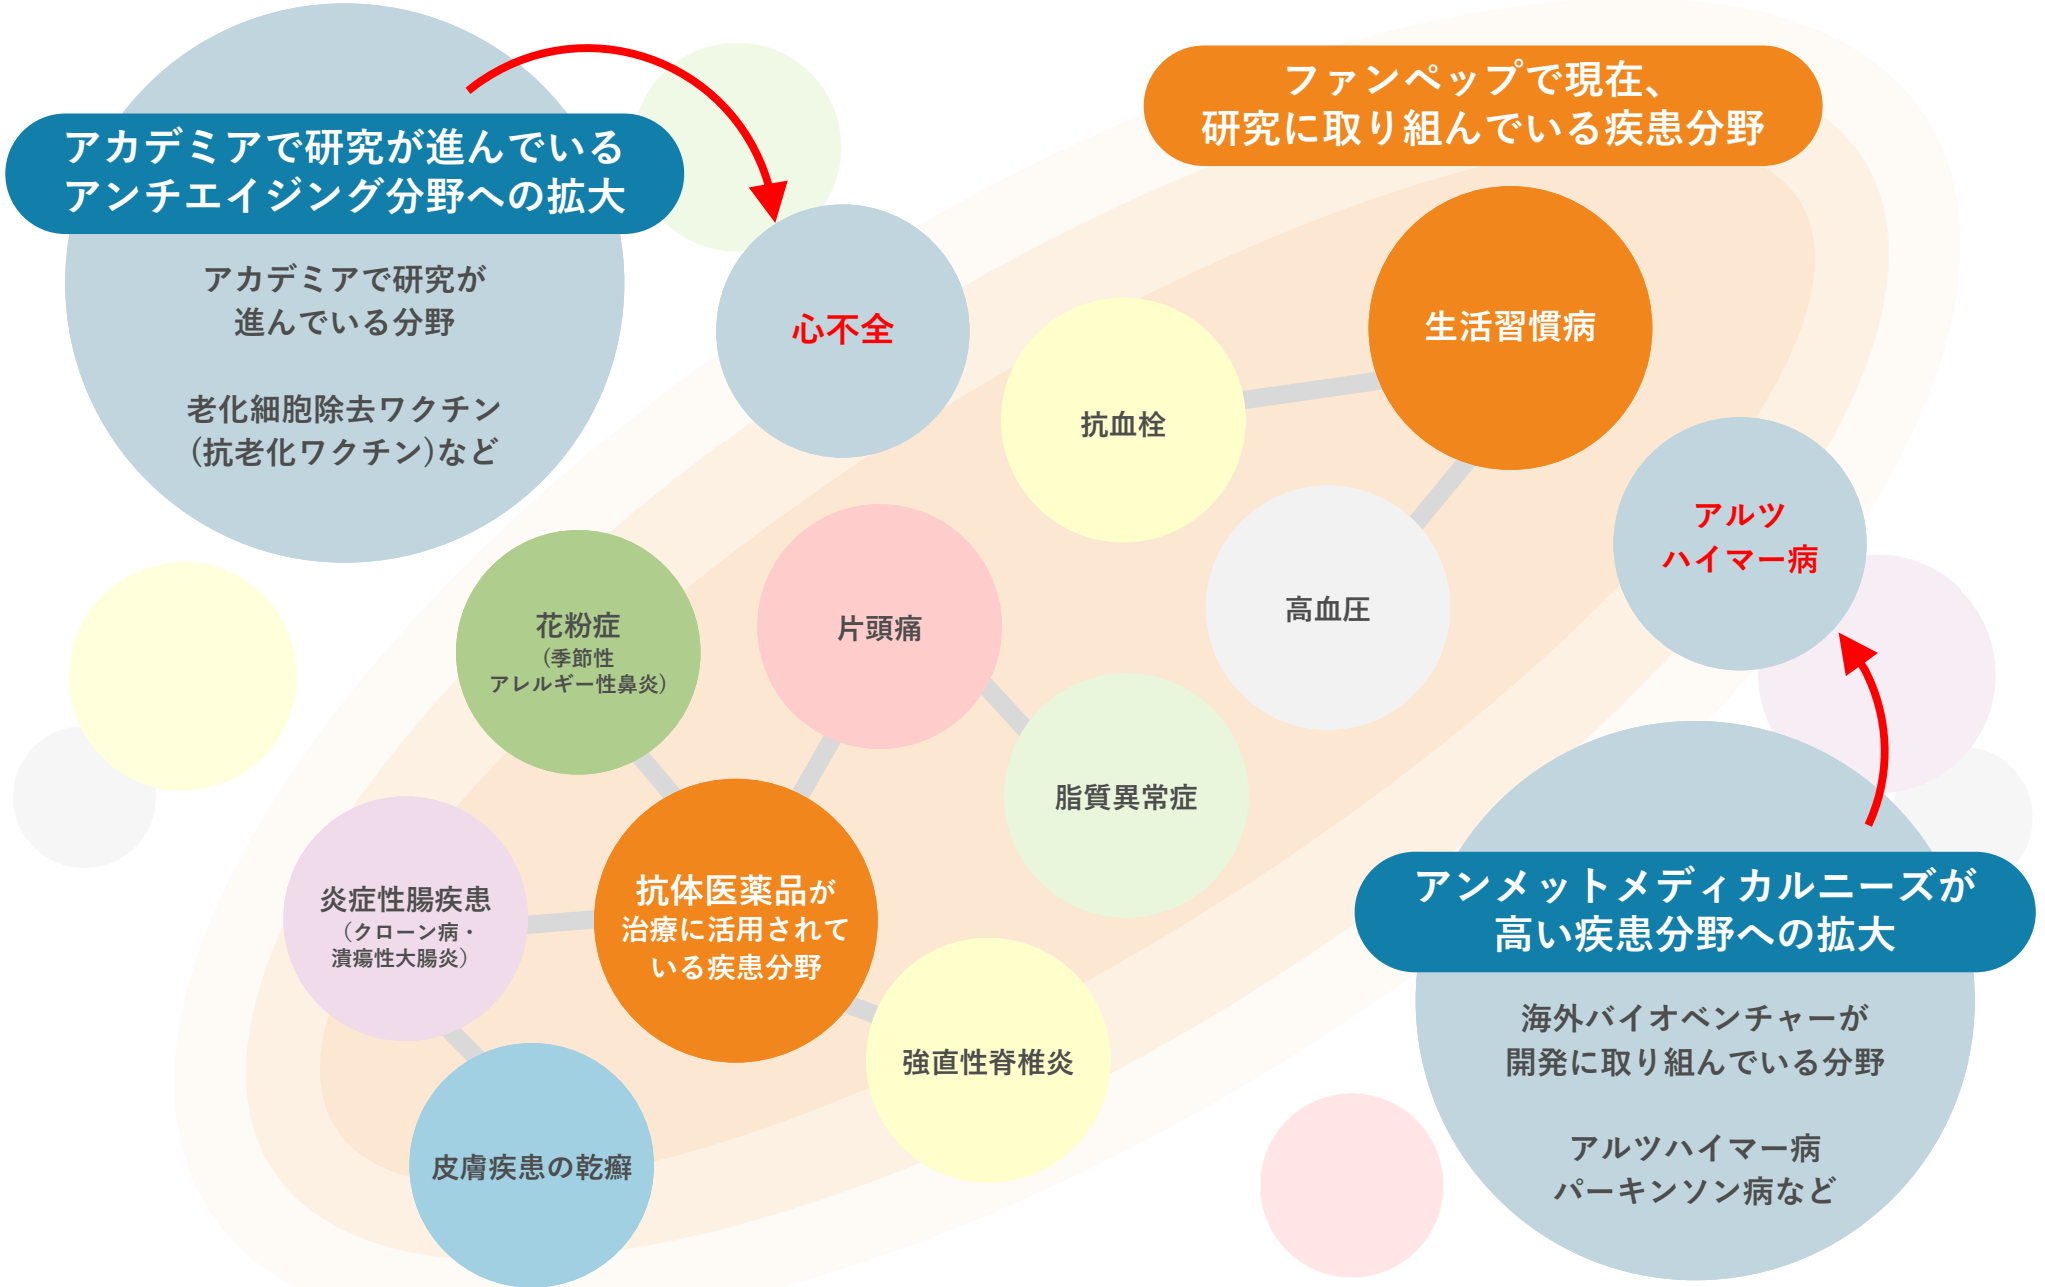 アカデミアで研究が進んでいる
アンチエイジング分野への拡大
アカデミアで研究が
進んでいる分野
老化細胞除去ワクチン
(抗老化ワクチン)など
ファンペップで現在、
研究に取り組んでいる疾患分野
心不全
生活習慣病
抗血栓
アルツ
ハイマー病
高血圧
片頭痛
花粉症
(季節性
アレルギー性鼻炎)
脂質異常症
炎症性腸疾患
(クローン病・
潰瘍性大腸炎)
抗体医薬品が
治療に活用されて
いる疾患分野
強直性脊椎炎
皮膚疾患の乾癬
アンメットメディカルニーズが
高い疾患分野への拡大
海外バイオベンチャーが
開発に取り組んでいる分野
アルツハイマー病
パーキンソン病など